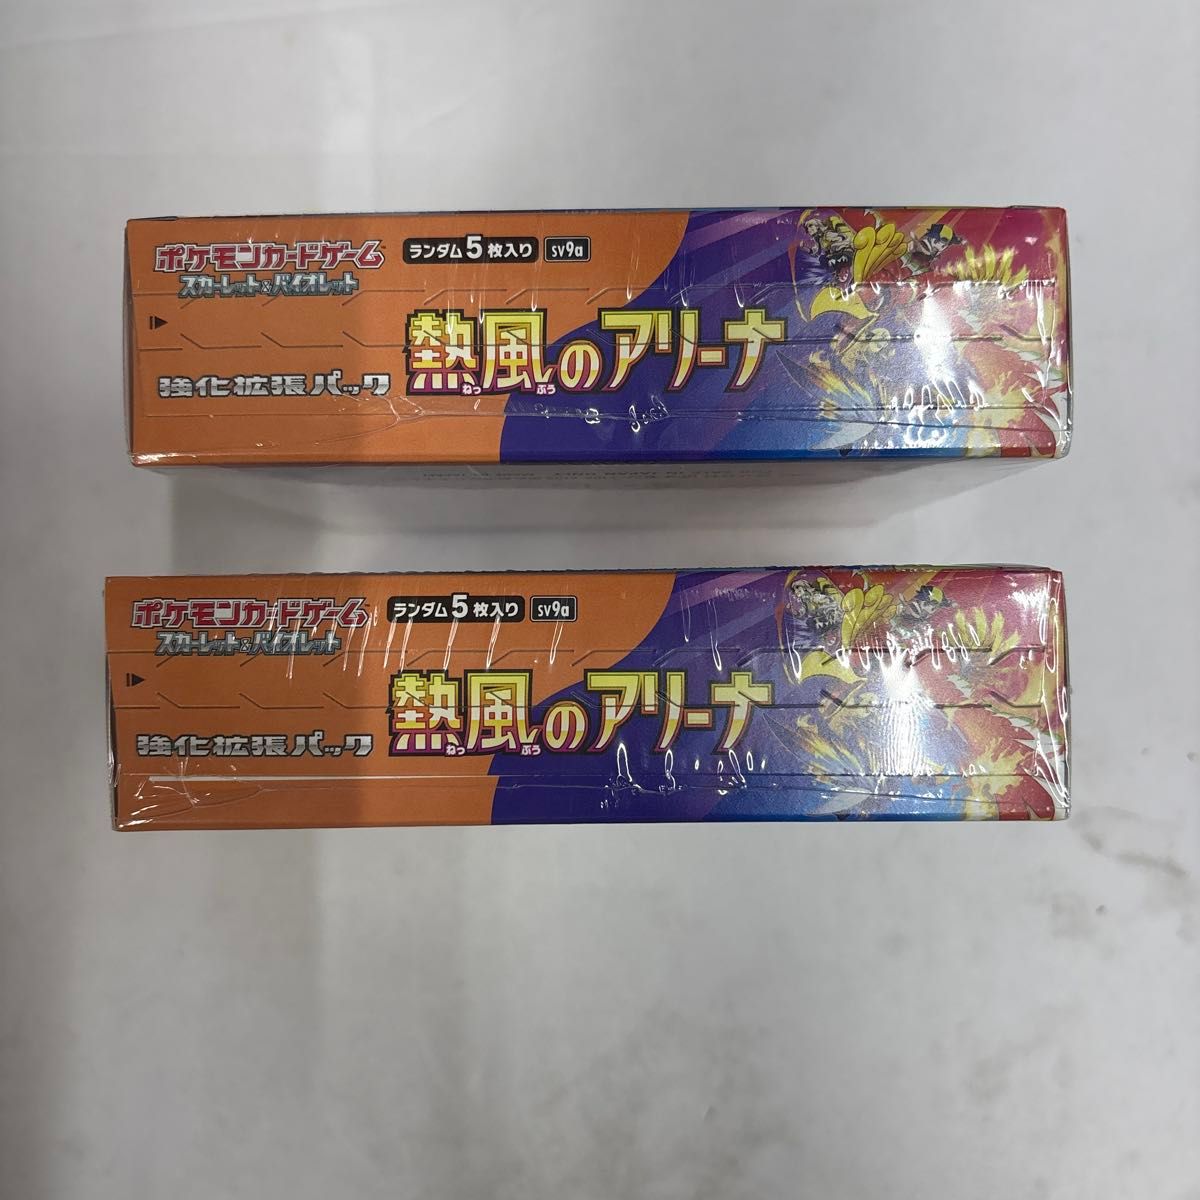 ポケモンカードゲーム
スカーレット&バイオレット
ランダム5枚入り sv9a
熱風のアリーナ
ねっ ぷう
強化拡張パック
ポケモンカードゲーム
スカーレット&バイオレット
ランダム5枚入り sv9a
熱風のアリーナ
ねっ ぷう
強化拡張パック